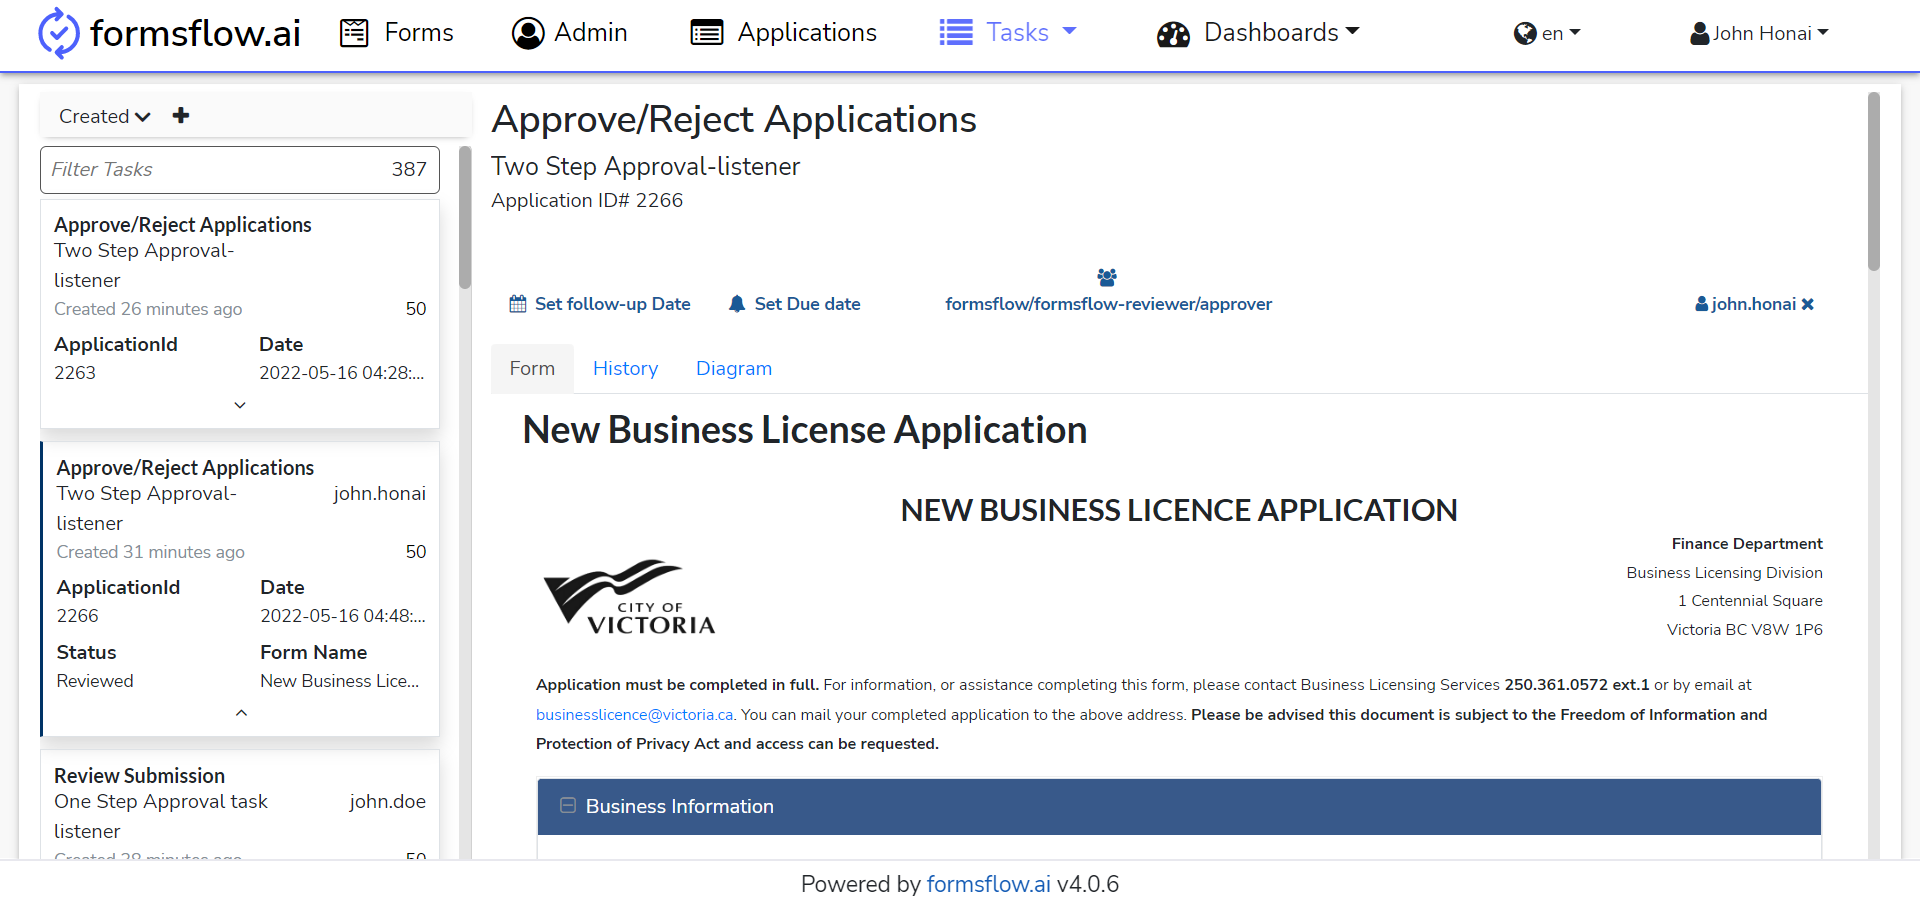 formsflow.ai Forms Admin Applications Tasks Dashboards en John Honai
Created
Filter Tasks 387
Approve/Reject Applications
Two Step Approval-
listener
Created 26 minutes ago 50
ApplicationId Date
2263 2022-05-16 04:28:...
Approve/Reject Applications
Two Step Approval- john.honai
listener
Created 31 minutes ago 50
ApplicationId Date
2266 2022-05-16 04:48:...
Status Form Name
Reviewed New Business Lice...
Review Submission
One Step Approval task john.doe
listener
Created 38 minutes ago 50
Approve/Reject Applications
Two Step Approval-listener
Application ID# 2266
Set follow-up Date Set Due date formsflow/formsflow-reviewer/approver john.honai
Form History Diagram
New Business License Application
NEW BUSINESS LICENCE APPLICATION
CITY OF
VICTORIA
Finance Department
Business Licensing Division
1 Centennial Square
Victoria BC V8W 1P6
Application must be completed in full. For information, or assistance completing this form, please contact Business Licensing Services 250.361.0572 ext.1 or by email at
businesslicence@victoria.ca. You can mail your completed application to the above address. Please be advised this document is subject to the Freedom of Information and
Protection of Privacy Act and access can be requested.
Business Information
Powered by formsflow.ai v4.0.6